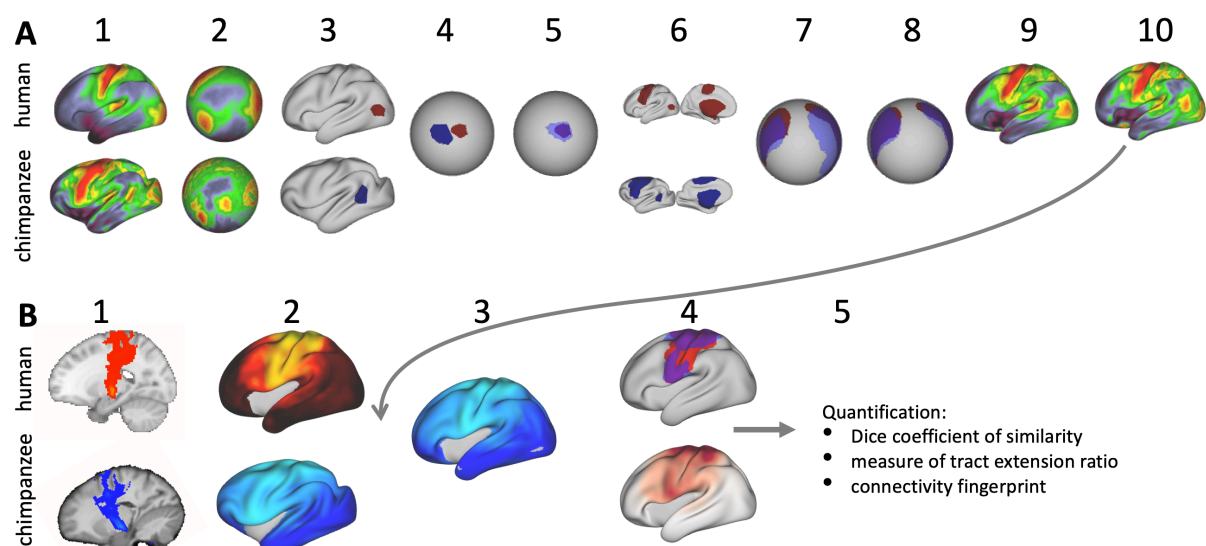 A 1 2 3 4 5 6 7 8 9 10
human
chimpanzee
B 1 2 3 4 5
human
chimpanzee
Quantification:
• Dice coefficient of similarity
• measure of tract extension ratio
• connectivity fingerprint